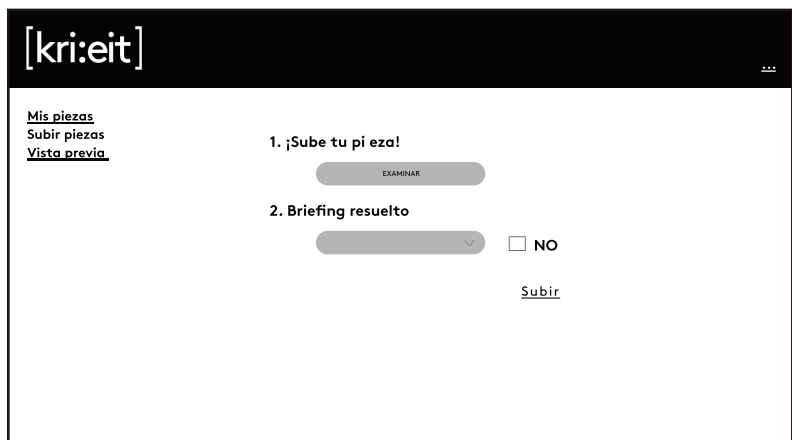 [kri:eit]
...
Mis piezas
Subir piezas
Vista previa
1. ¡Sube tu pi eza!
EXAMINAR
2. Briefing resuelto
NO
Subir